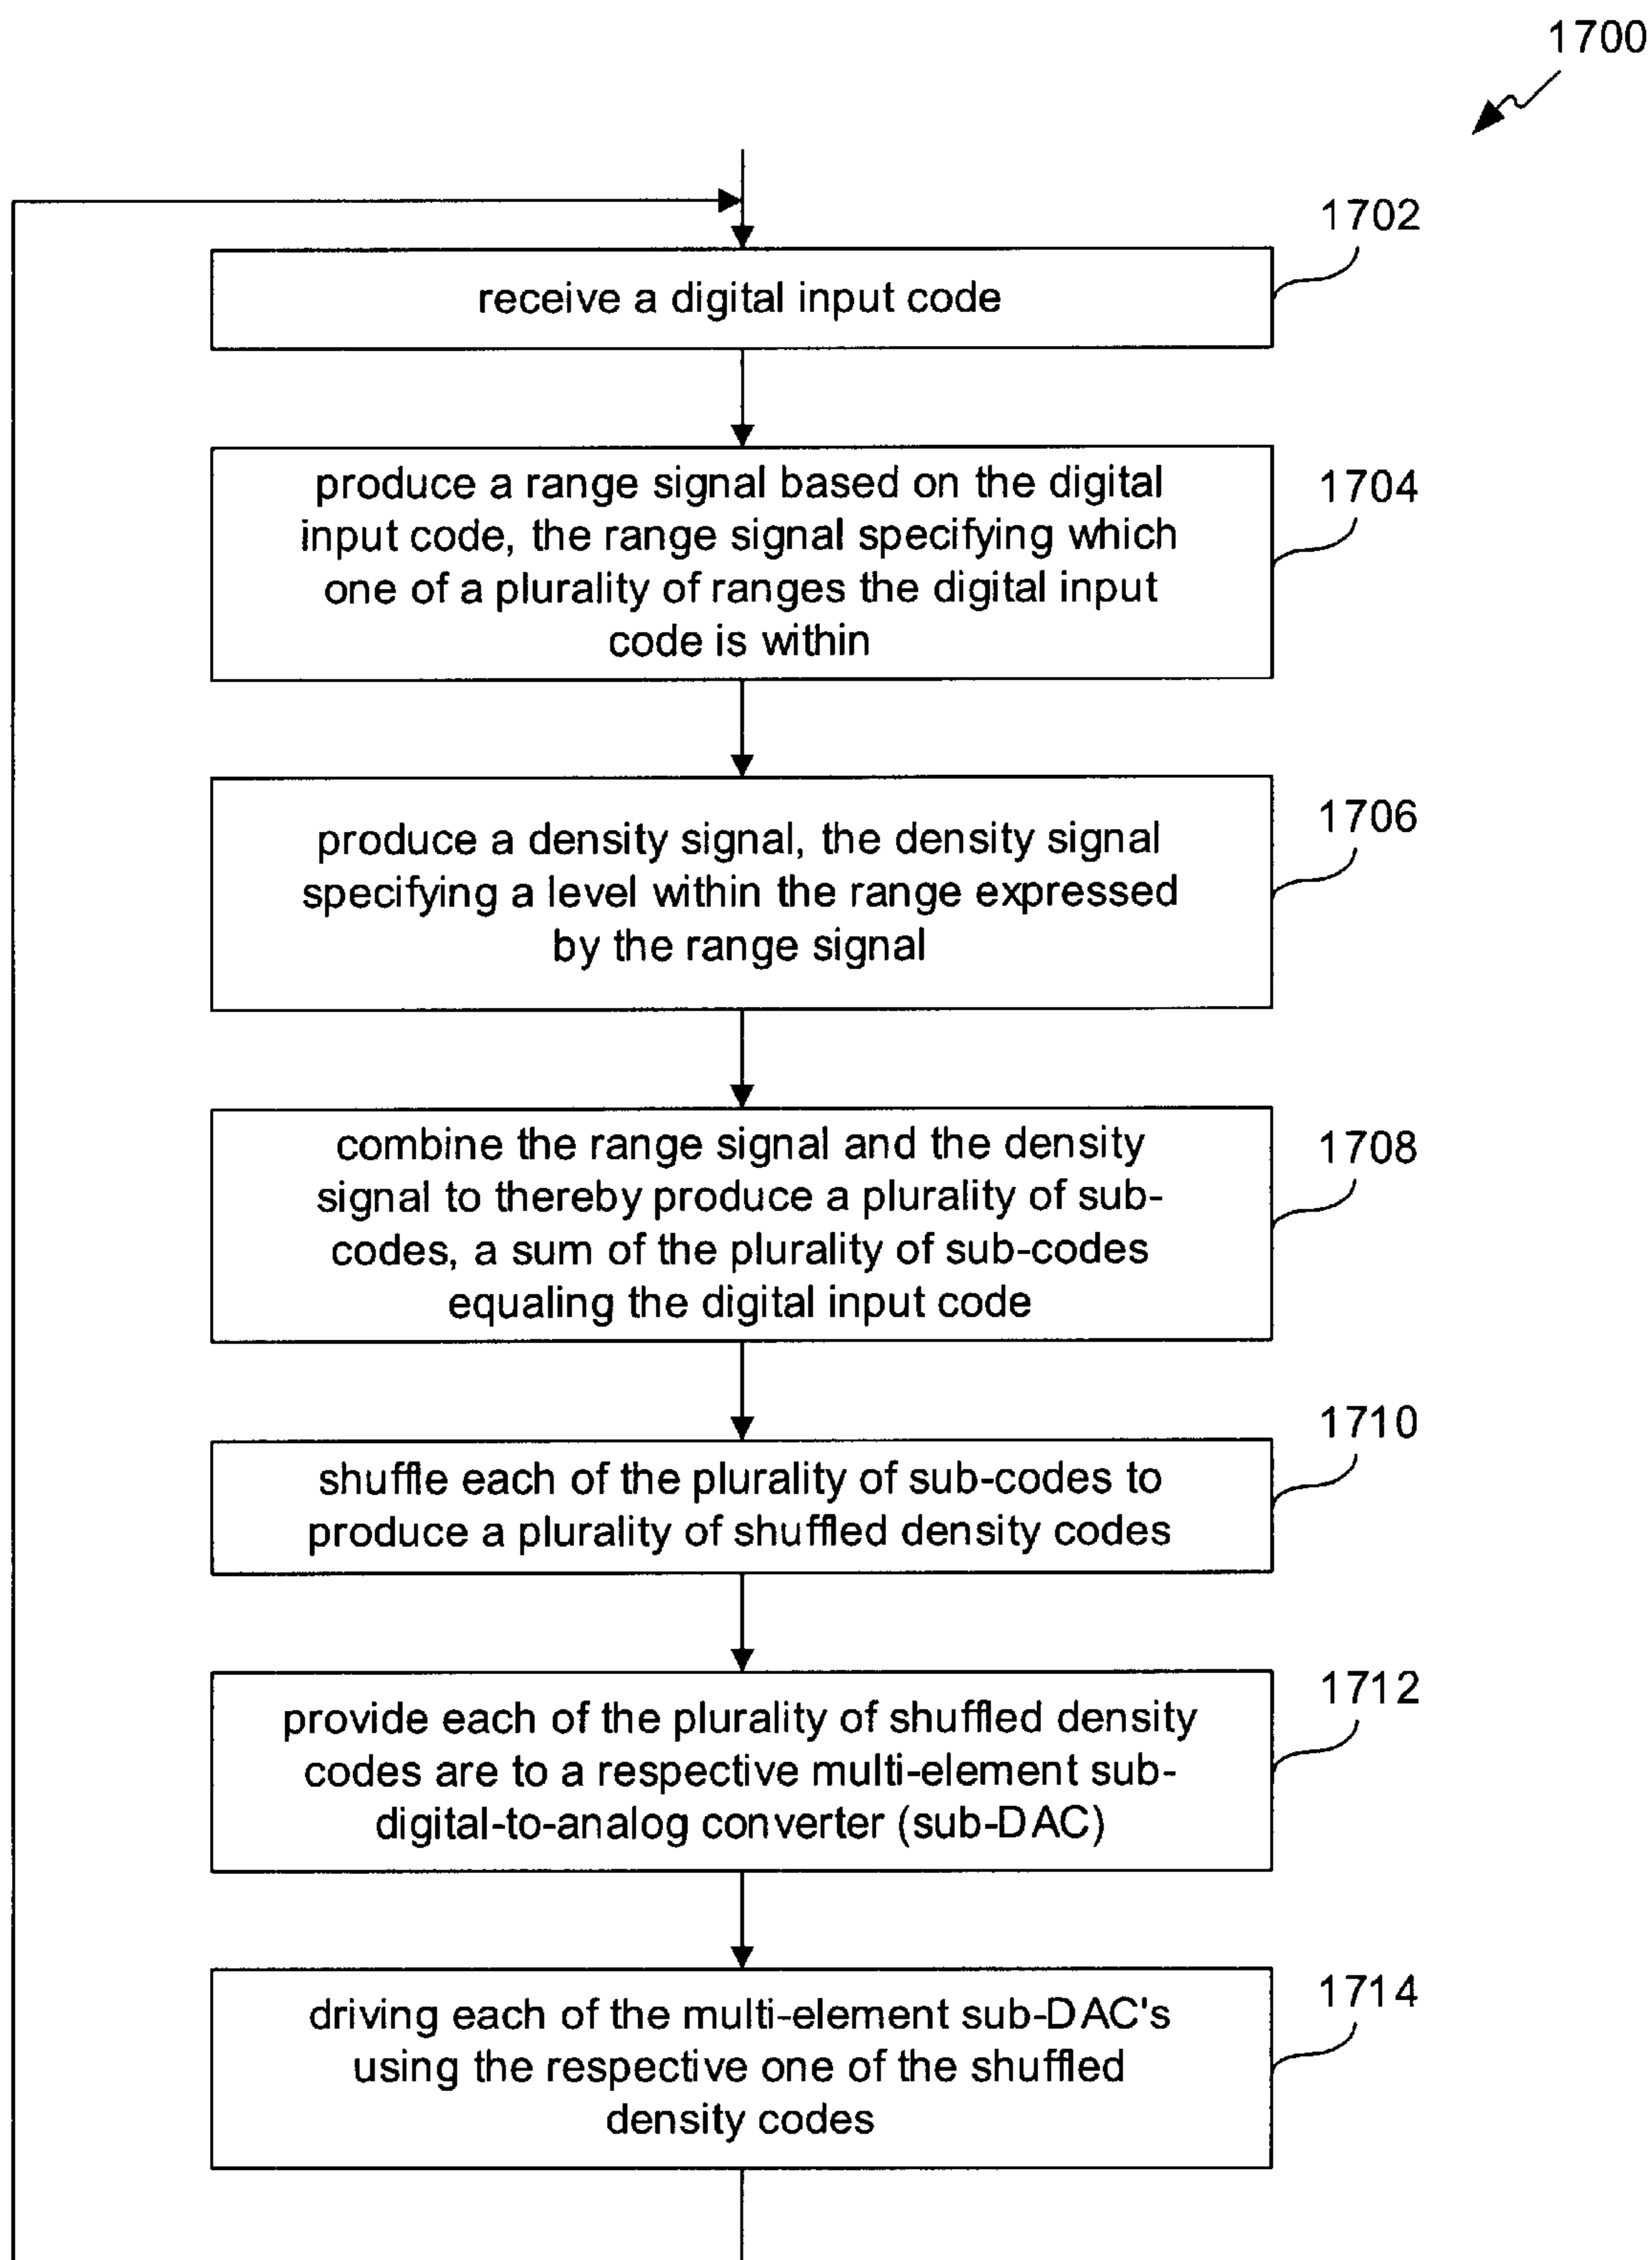 1700
1702
receive a digital input code
1704
produce a range signal based on the digital
input code, the range signal specifying which
one of a plurality of ranges the digital input
code is within
1706
produce a density signal, the density signal
specifying a level within the range expressed
by the range signal
1708
combine the range signal and the density
signal to thereby produce a plurality of sub-
codes, a sum of the plurality of sub-codes
equaling the digital input code
1710
shuffle each of the plurality of sub-codes to
produce a plurality of shuffled density codes
1712
provide each of the plurality of shuffled density
codes are to a respective multi-element sub-
digital-to-analog converter (sub-DAC)
1714
driving each of the multi-element sub-DAC's
using the respective one of the shuffled
density codes